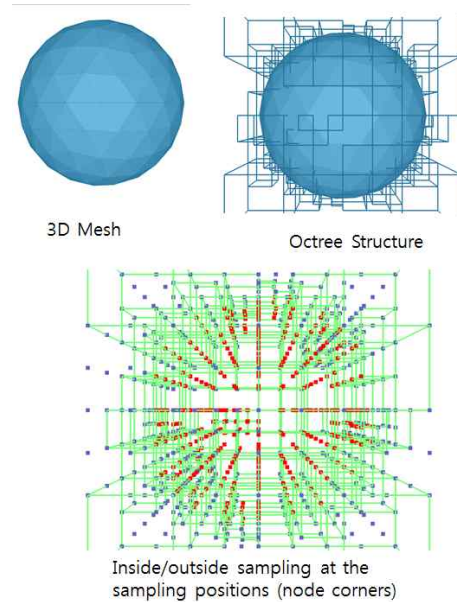 3D Mesh
Octree Structure
Inside/outside sampling at the
sampling positions (node corners)